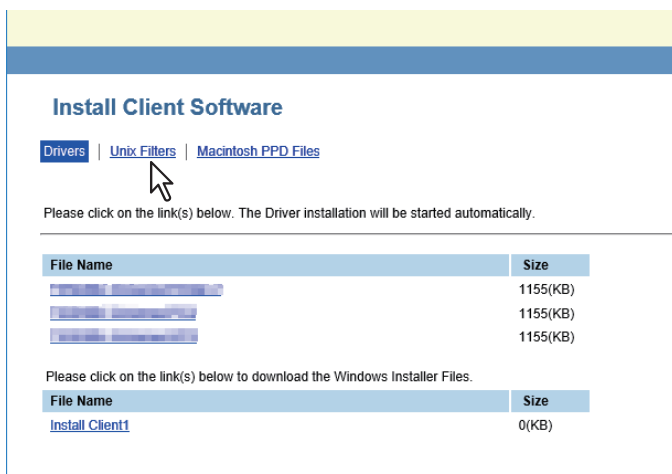 Install Client Software
Drivers | Unix Filters | Macintosh PPD Files
Please click on the link(s) below. The Driver installation will be started automatically.
File Name Size
1155(KB)
1155(KB)
1155(KB)
Please click on the link(s) below to download the Windows Installer Files.
File Name Size
Install Client1 0(KB)